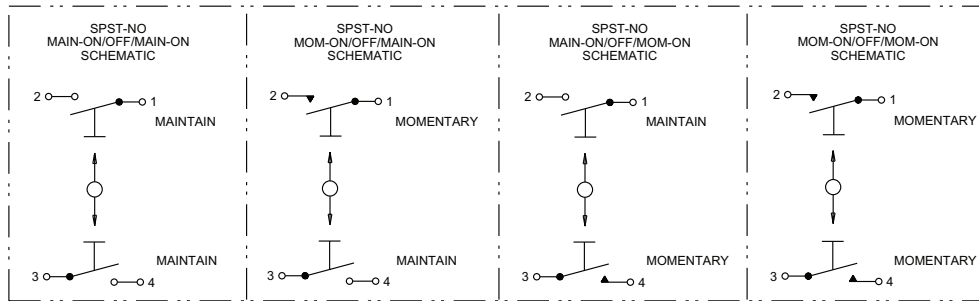 SPST-NO
MAIN-ON/OFF/MAIN-ON
SCHEMATIC
2
1
MAINTAIN
3
4
MAINTAIN
SPST-NO
MOM-ON/OFF/MAIN-ON
SCHEMATIC
2
1
MOMENTARY
3
4
MAINTAIN
SPST-NO
MAIN-ON/OFF/MOM-ON
SCHEMATIC
2
1
MAINTAIN
3
4
MOMENTARY
SPST-NO
MOM-ON/OFF/MOM-ON
SCHEMATIC
2
1
MOMENTARY
3
4
MOMENTARY